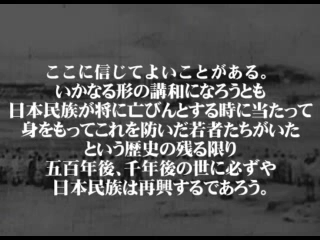 ここに信じてよいことがある。
いかなる形の講和になろうとも
日本民族が将に亡びんとする時に当たって
身をもってこれを防いだ若者たちがいた
という歴史の残る限り
五百年後、千年後の世に必ずや
日本民族は再興するであろう。